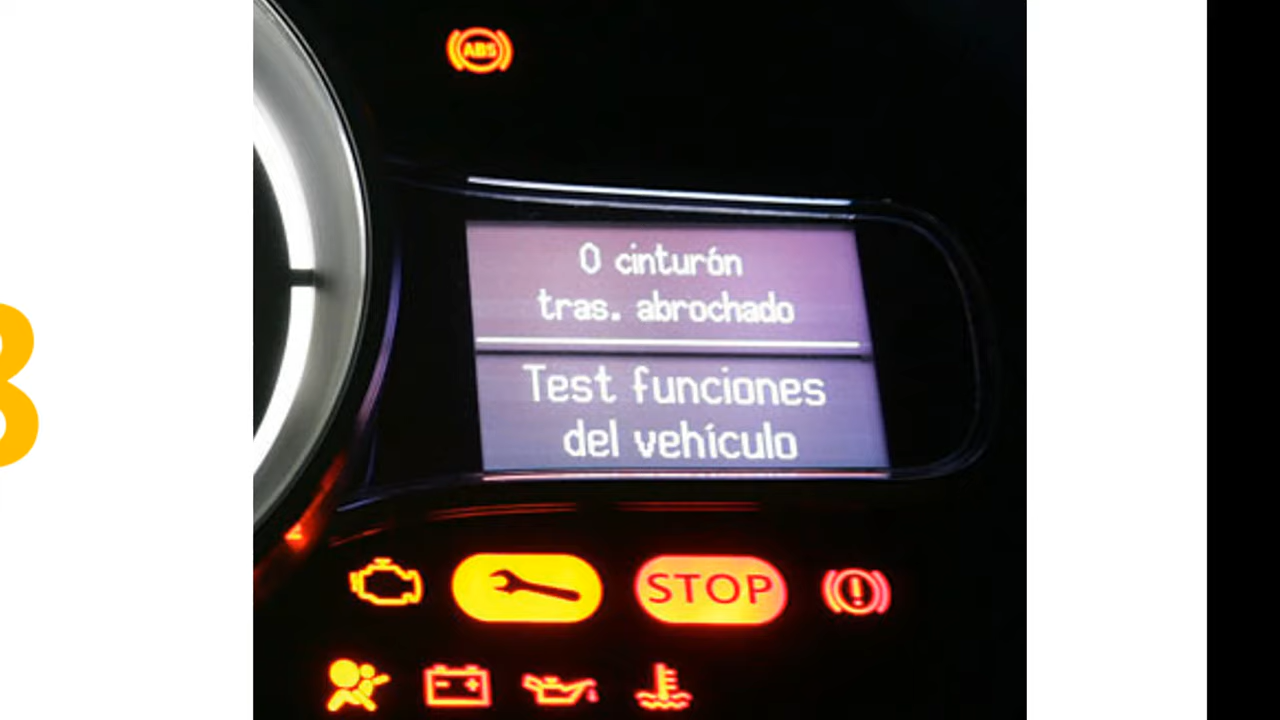 ABS
0 cinturón
tras. abrochado
Test funciones
del vehículo
STOP